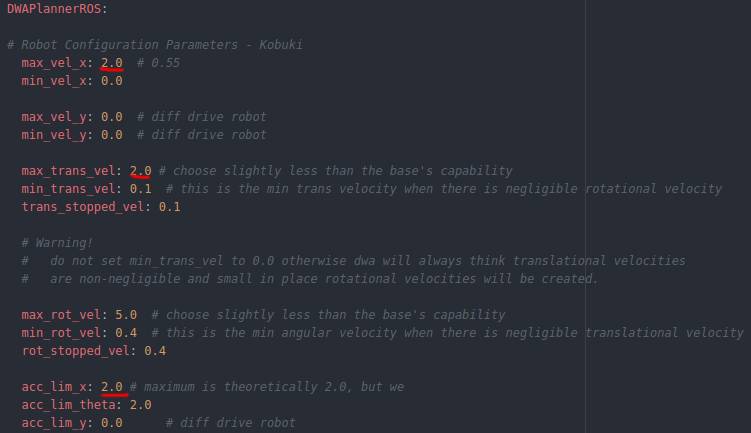 DWAPlannerROS:
# Robot Configuration Parameters - Kobuki
max_vel_x: 2.0  # 0.55
min_vel_x: 0.0
max_vel_y: 0.0  # diff drive robot
min_vel_y: 0.0  # diff drive robot
max_trans_vel: 2.0 # choose slightly less than the base's capability
min_trans_vel: 0.1  # this is the min trans velocity when there is negligible rotational velocity
trans_stopped_vel: 0.1
# Warning!
#   do not set min_trans_vel to 0.0 otherwise dwa will always think translational velocities
#   are non-negligible and small in place rotational velocities will be created.
max_rot_vel: 5.0  # choose slightly less than the base's capability
min_rot_vel: 0.4  # this is the min angular velocity when there is negligible translational velocity
rot_stopped_vel: 0.4
acc_lim_x: 2.0 # maximum is theoretically 2.0, but we
acc_lim_theta: 2.0
acc_lim_y: 0.0      # diff drive robot